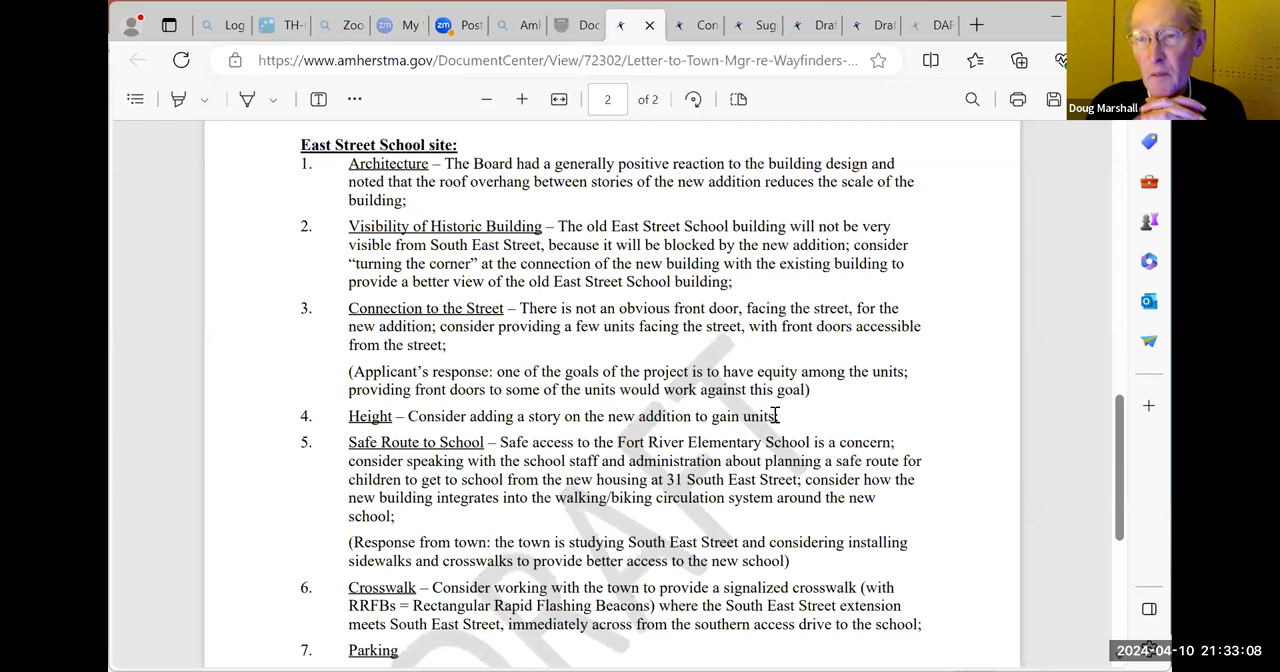 Log
TH-
Zoo
My
Post
Aml
Doc
Con
Sug
Draf
Draf
DAF
https://www.amherstma.gov/DocumentCenter/View/72302/Letter-to-Town-Mgr-re-Wayfinders-...
2 of 2
Doug Marshall
East Street School site:
1. Architecture – The Board had a generally positive reaction to the building design and
noted that the roof overhang between stories of the new addition reduces the scale of the
building;
2. Visibility of Historic Building – The old East Street School building will not be very
visible from South East Street, because it will be blocked by the new addition; consider
“turning the corner” at the connection of the new building with the existing building to
provide a better view of the old East Street School building;
3. Connection to the Street – There is not an obvious front door, facing the street, for the
new addition; consider providing a few units facing the street, with front doors accessible
from the street;
(Applicant’s response: one of the goals of the project is to have equity among the units;
providing front doors to some of the units would work against this goal)
4. Height – Consider adding a story on the new addition to gain units;
5. Safe Route to School – Safe access to the Fort River Elementary School is a concern;
consider speaking with the school staff and administration about planning a safe route for
children to get to school from the new housing at 31 South East Street; consider how the
new building integrates into the walking/biking circulation system around the new
school;
(Response from town: the town is studying South East Street and considering installing
sidewalks and crosswalks to provide better access to the new school)
6. Crosswalk – Consider working with the town to provide a signalized crosswalk (with
RRFBs = Rectangular Rapid Flashing Beacons) where the South East Street extension
meets South East Street, immediately across from the southern access drive to the school;
7. Parking
DRAFT
2024-04-10 21:33:08